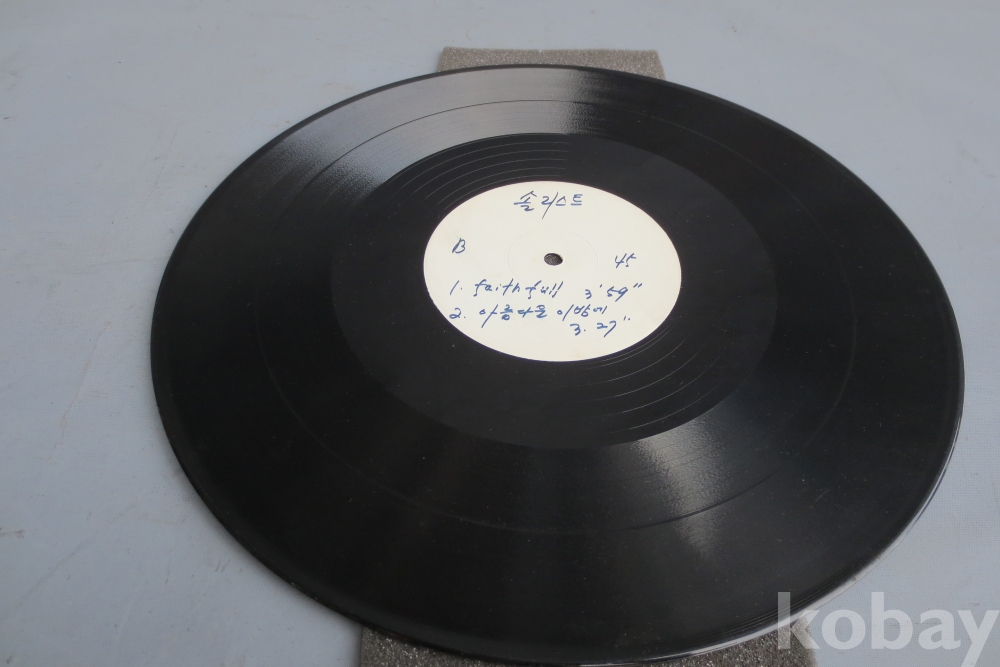 솔리스트
B
45
1. faithfull 3'59"
2. 아름다운 이밤에
3.27"
kobay